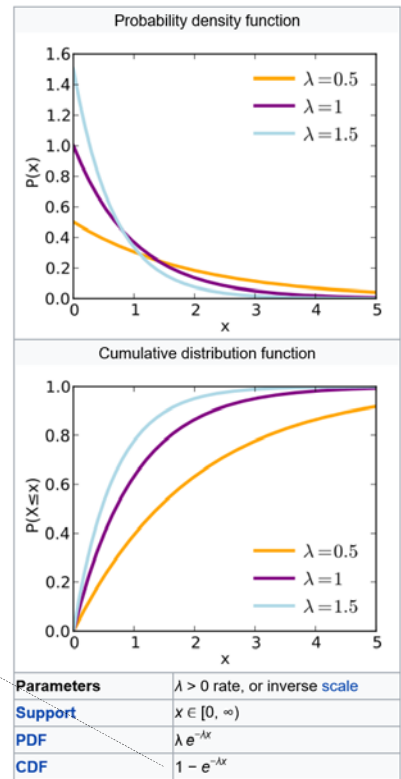 Probability density function
1.6
1.4
1.2
1.0
0.8
0.6
0.4
0.2
0.0
P(x)
λ=0.5
λ=1
λ=1.5
0 1 2 3 4 5
x
Cumulative distribution function
1.0
0.8
0.6
0.4
0.2
0.0
P(X≤x)
λ=0.5
λ=1
λ=1.5
0 1 2 3 4 5
x
Parameters λ > 0 rate, or inverse scale
Support x ∈ [0, ∞)
PDF λ e^−λx
CDF 1 − e^−λx